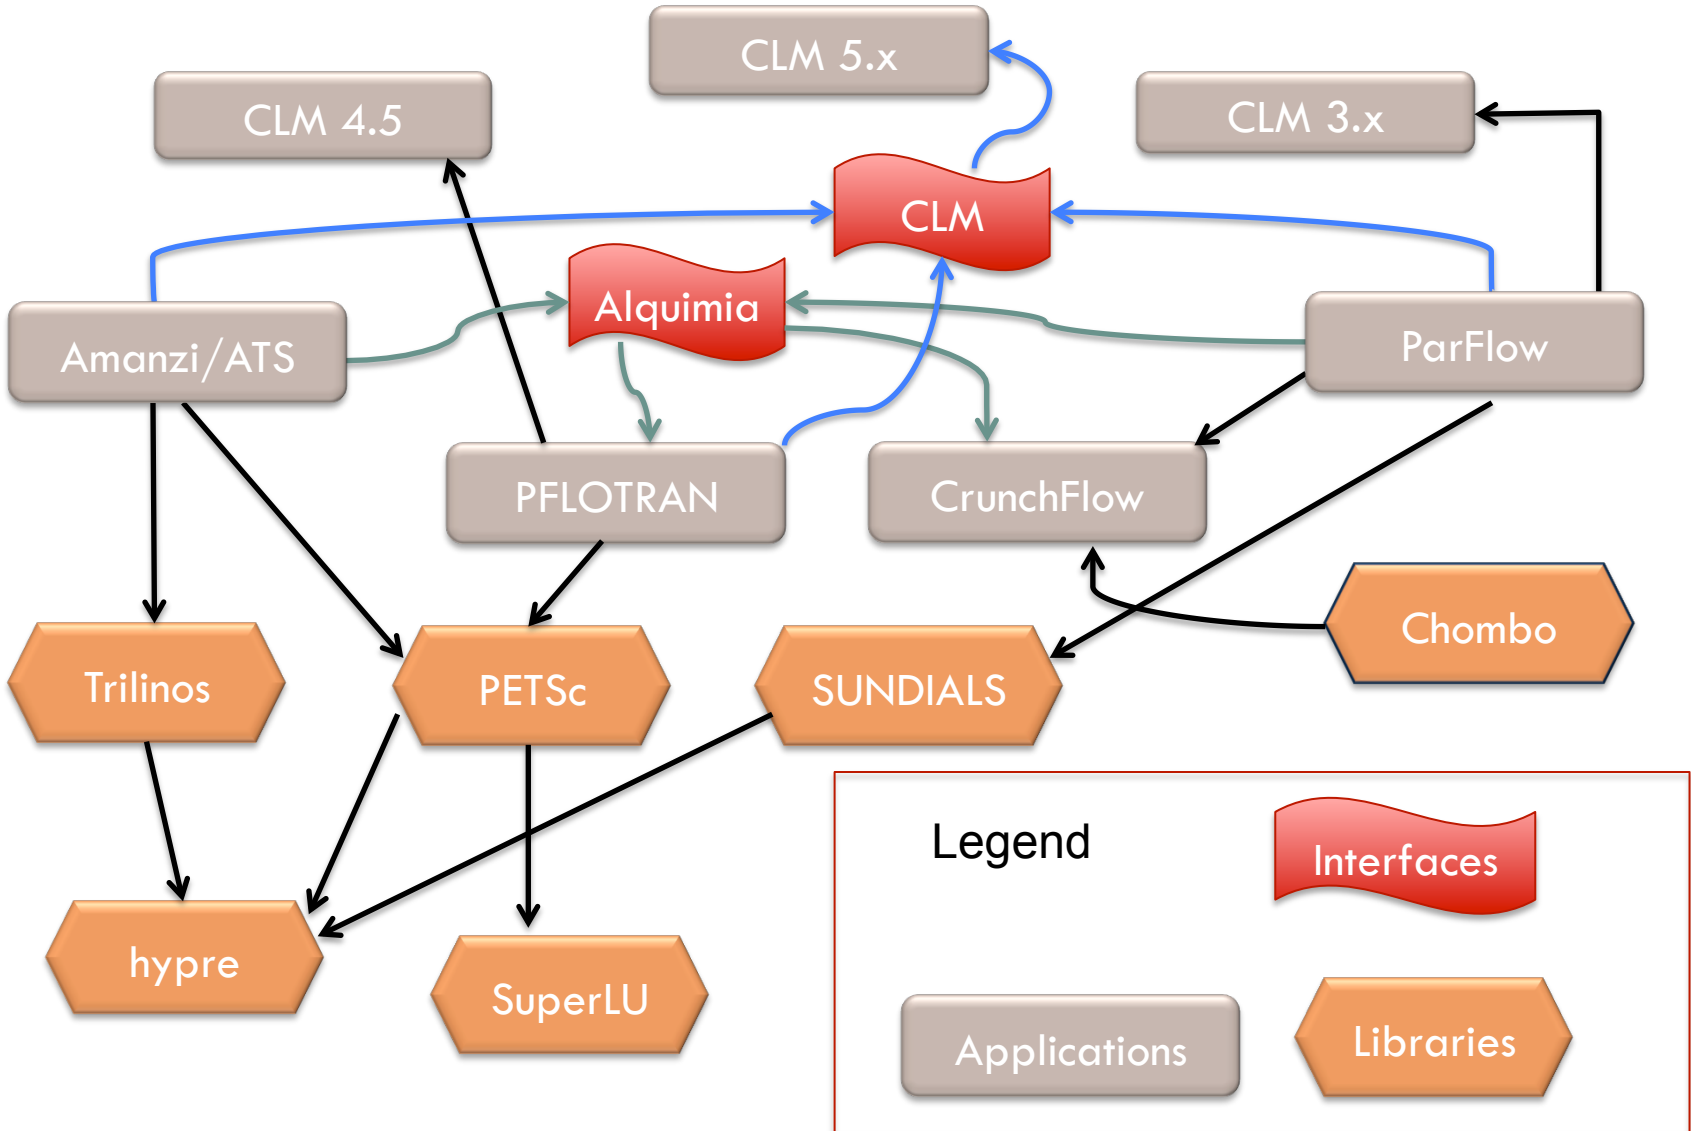 CLM 5.x
CLM 4.5
CLM 3.x
CLM
Alquimia
Amanzi/ATS
ParFlow
PFLOTRAN
CrunchFlow
Chombo
Trilinos
PETSc
SUNDIALS
Legend
Interfaces
hypre
SuperLU
Applications
Libraries